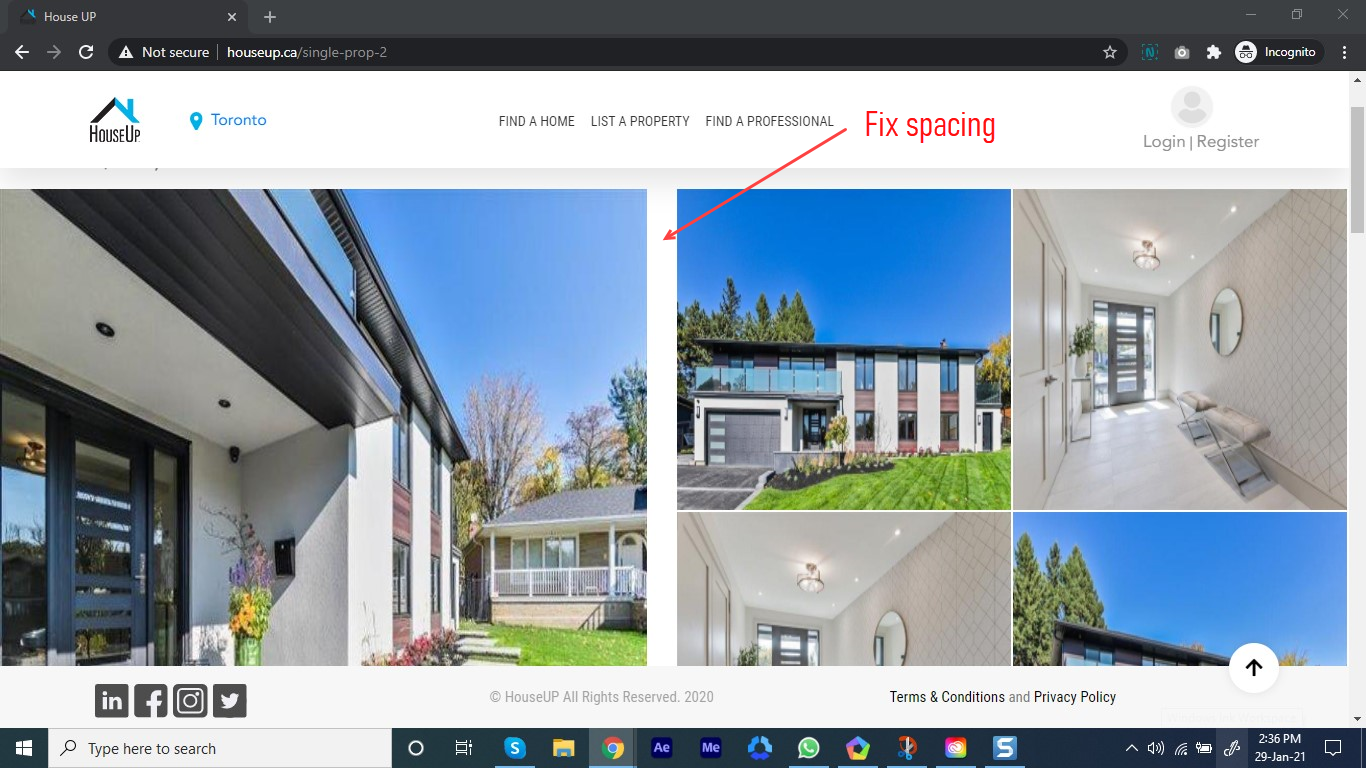 House UP
Not secure
houseup.ca/single-prop-2
Incognito
HOUSEUP
Toronto
FIND A HOME
LIST A PROPERTY
FIND A PROFESSIONAL
Fix spacing
Login | Register
© HouseUP All Rights Reserved. 2020
Terms & Conditions and Privacy Policy
Type here to search
Ae
Me
2:36 PM
29-Jan-21